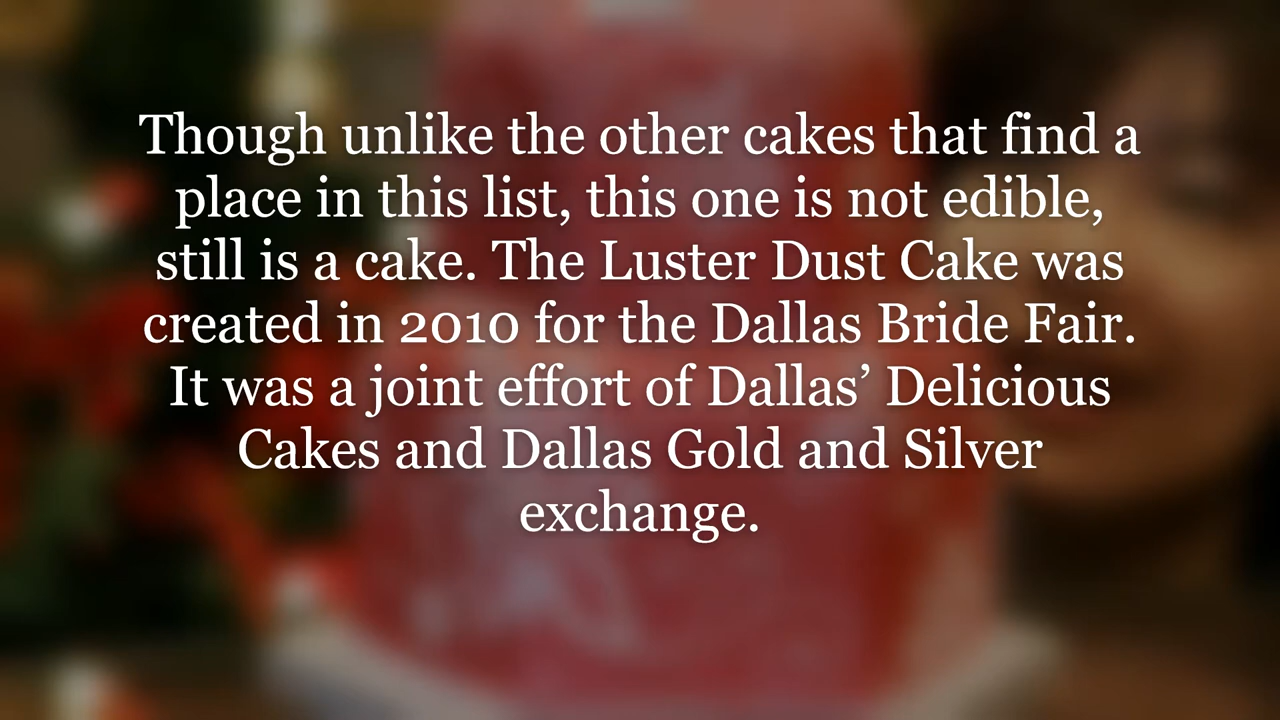 Though unlike the other cakes that find a
place in this list, this one is not edible,
still is a cake. The Luster Dust Cake was
created in 2010 for the Dallas Bride Fair.
It was a joint effort of Dallas’ Delicious
Cakes and Dallas Gold and Silver
exchange.